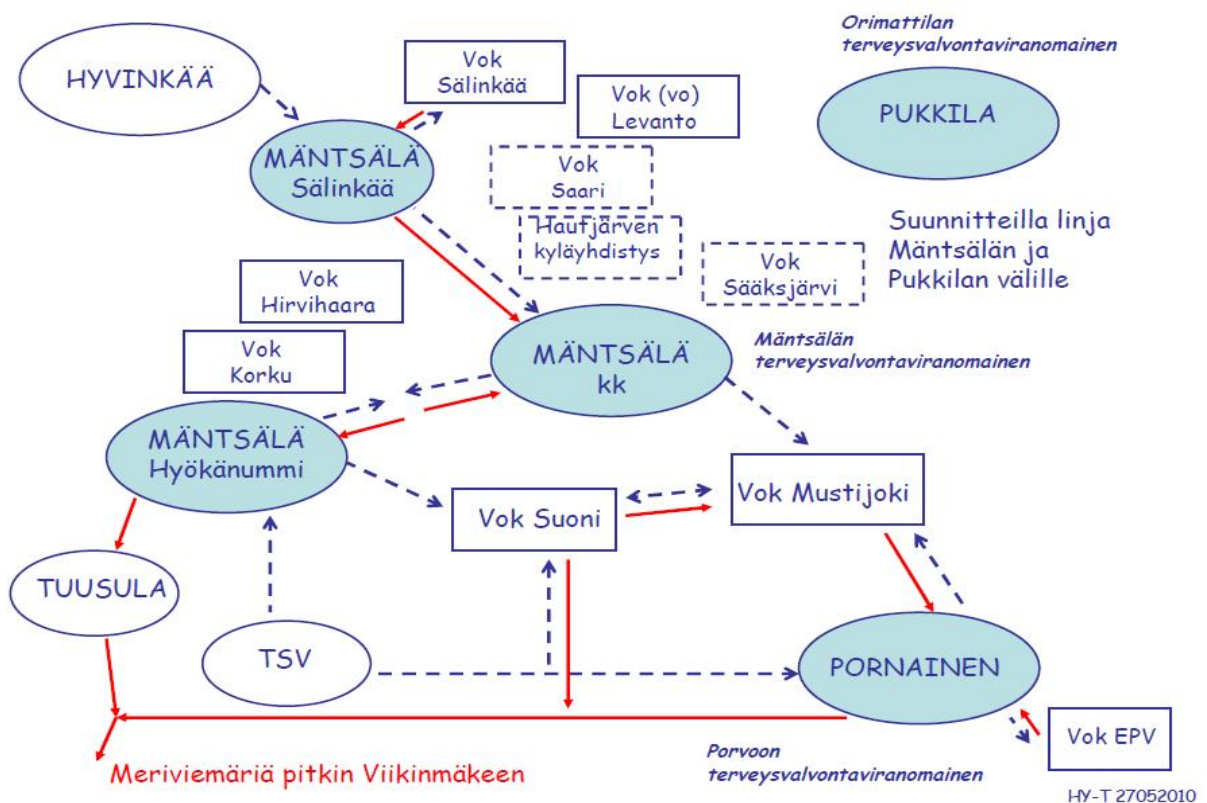 Orimattilan
terveysvalvontaviranomainen
HYVINKÄÄ
Vok
Sälinkää
Vok (vo)
Levanto
PUKKILA
MÄNTSÄLÄ
Sälinkää
Vok
Saari
Hautjärven
kyläyhdistys
Vok
Sääksjärvi
Suunnitteilla linja
Mäntsälän ja
Pukkilan välille
Vok
Hirvihaara
Vok
Korku
MÄNTSÄLÄ
kk
Mäntsälän
terveysvalvontaviranomainen
MÄNTSÄLÄ
Hyökänummi
Vok Suoni
Vok Mustijoki
TUUSULA
TSV
PORNAINEN
Vok EPV
Meriviemäriä pitkin Viikinmäkeen
Porvoon
terveysvalvontaviranomainen
HY-T 27052010